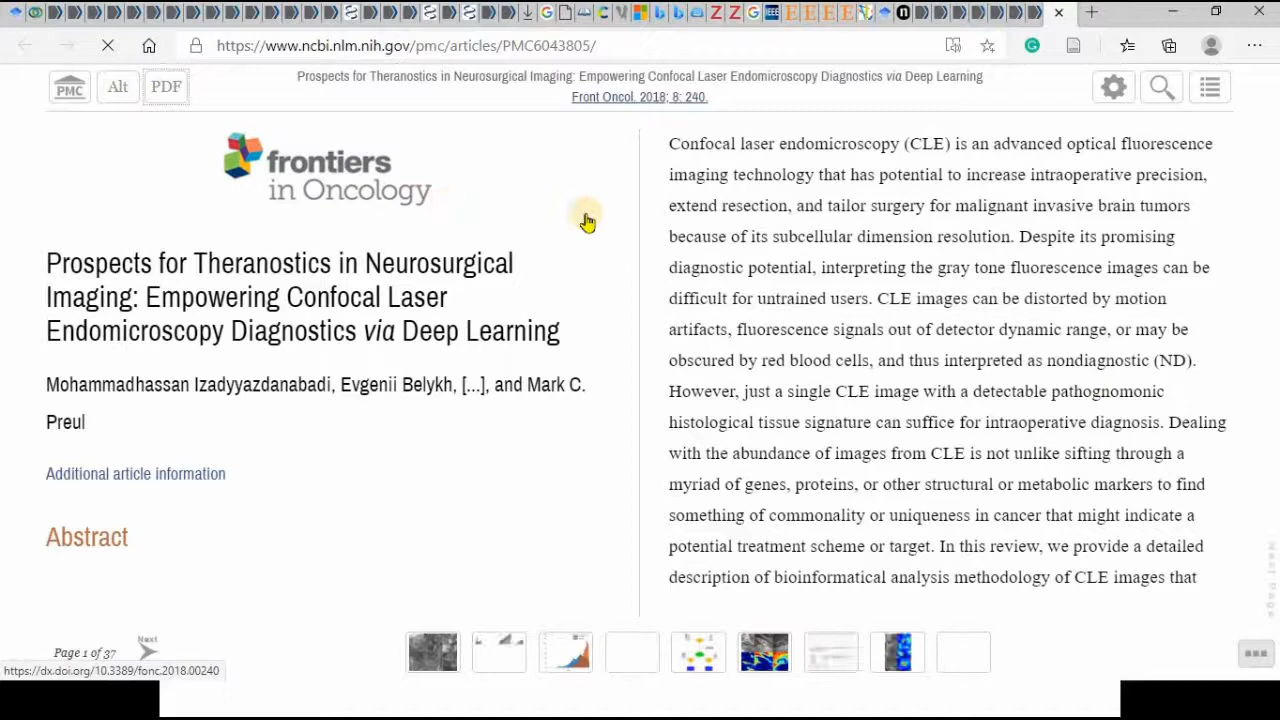 https://www.ncbi.nlm.nih.gov/pmc/articles/PMC6043805/
PMC
Alt
PDF
Prospects for Theranostics in Neurosurgical Imaging: Empowering Confocal Laser Endomicroscopy Diagnostics via Deep Learning
Front Oncol. 2018; 8: 240.
frontiers
in Oncology
Prospects for Theranostics in Neurosurgical
Imaging: Empowering Confocal Laser
Endomicroscopy Diagnostics via Deep Learning
Mohammadhassan Izadyyazdanabadi, Evgenii Belykh, [...], and Mark C.
Preul
Additional article information
Abstract
Confocal laser endomicroscopy (CLE) is an advanced optical fluorescence
imaging technology that has potential to increase intraoperative precision,
extend resection, and tailor surgery for malignant invasive brain tumors
because of its subcellular dimension resolution. Despite its promising
diagnostic potential, interpreting the gray tone fluorescence images can be
difficult for untrained users. CLE images can be distorted by motion
artifacts, fluorescence signals out of detector dynamic range, or may be
obscured by red blood cells, and thus interpreted as nondiagnostic (ND).
However, just a single CLE image with a detectable pathognomonic
histological tissue signature can suffice for intraoperative diagnosis. Dealing
with the abundance of images from CLE is not unlike sifting through a
myriad of genes, proteins, or other structural or metabolic markers to find
something of commonality or uniqueness in cancer that might indicate a
potential treatment scheme or target. In this review, we provide a detailed
description of bioinformatical analysis methodology of CLE images that
Next Page
Page 1 of 37
Next
https://dx.doi.org/10.3389/fonc.2018.00240